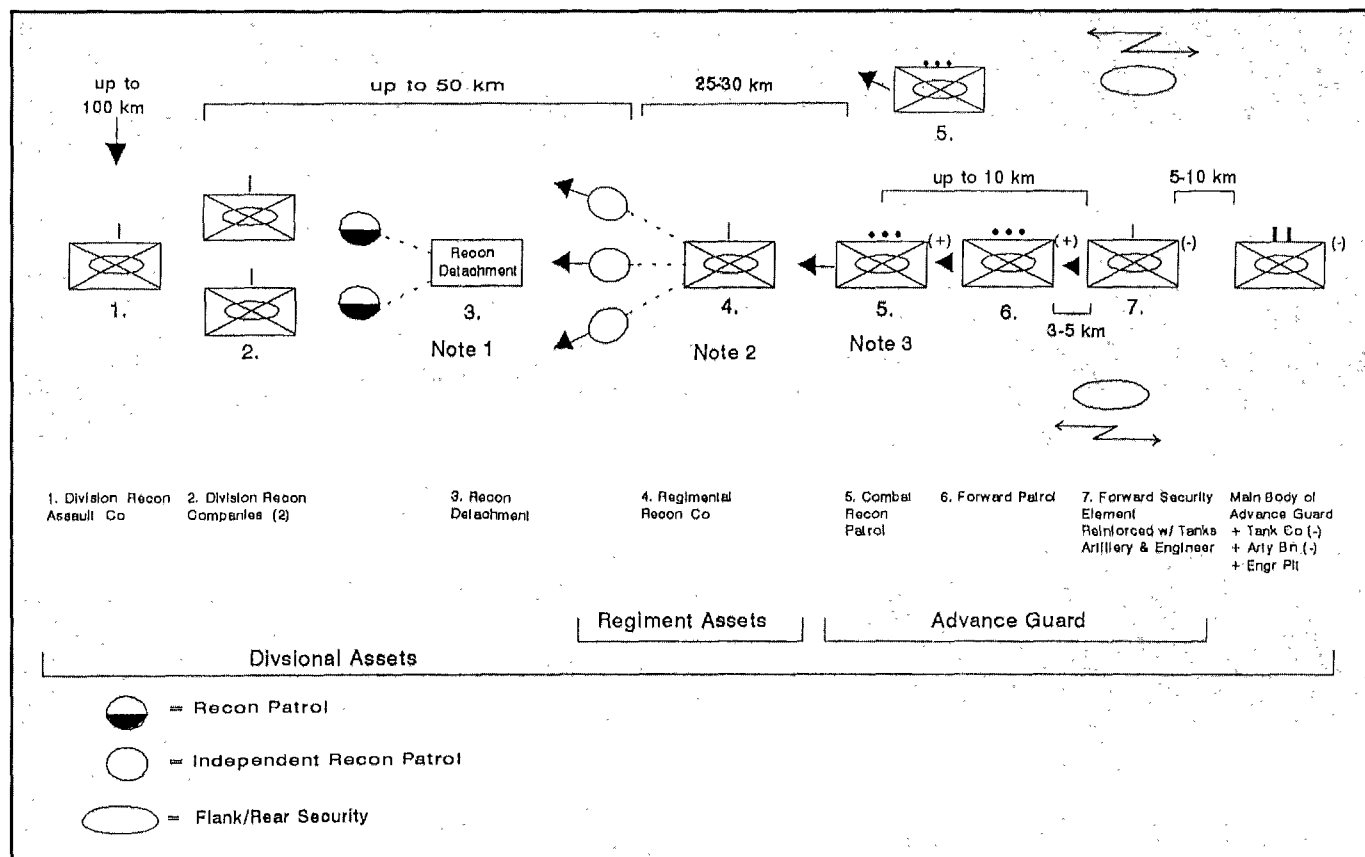 up to
100 km
up to 50 km
25-30 km
5.
up to 10 km
5-10 km
(+)
(+)
(-)
(-)
Recon
Detachment
1.
2.
3.
4.
5.
6.
7.
3-5 km
Note 1
Note 2
Note 3
1. Division Recon
Assault Co
2. Division Recon
Companies (2)
3. Recon
Detachment
4. Regimental
Recon Co
5. Combat
Recon
Patrol
6. Forward Patrol
7. Forward Security
Element
Reinforced w/ Tanks
Artillery & Engineer
Main Body of
Advance Guard
+ Tank Co (-)
+ Arty Bn (-)
+ Engr Plt
Regiment Assets
Advance Guard
Divsional Assets
= Recon Patrol
= Independent Recon Patrol
= Flank/Rear Security